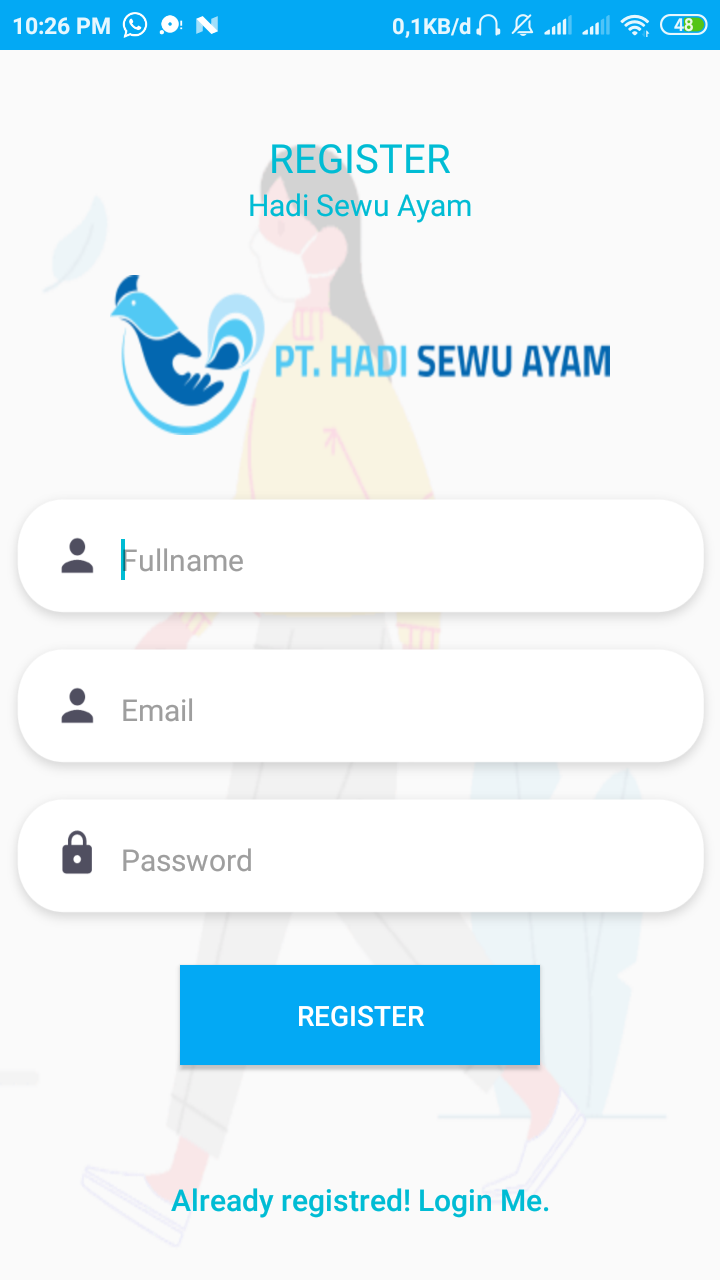 10:26 PM 0,1KB/d 48
REGISTER
Hadi Sewu Ayam
PT. HADI SEWU AYAM
Fullname
Email
Password
REGISTER
Already registred! Login Me.